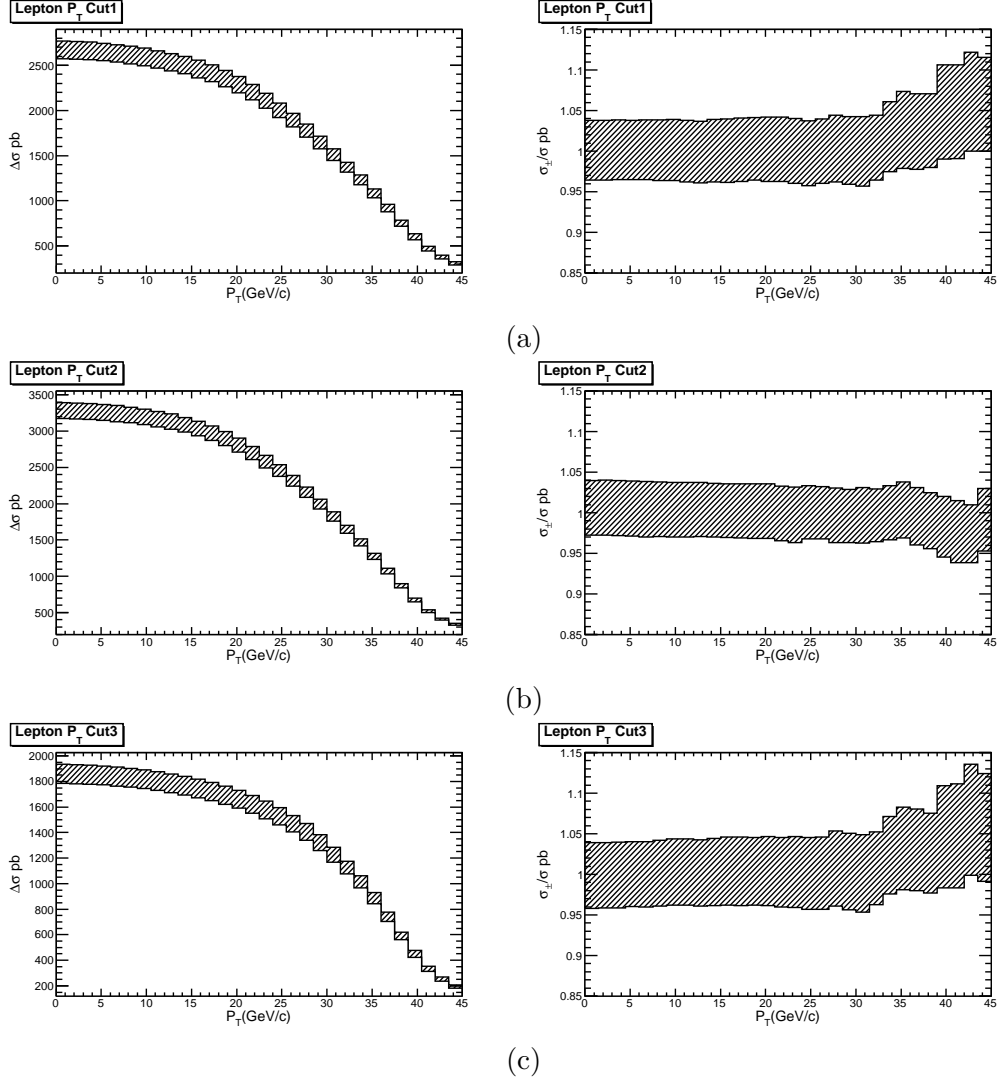 Lepton P_T Cut1
Δσ pb
2500
2000
1500
1000
500
0 5 10 15 20 25 30 35 40 45
P_T(GeV/c)
Lepton P_T Cut1
σ_±/σ pb
1.15
1.1
1.05
1
0.95
0.9
0.85
0 5 10 15 20 25 30 35 40 45
P_T(GeV/c)
(a)
Lepton P_T Cut2
Δσ pb
3500
3000
2500
2000
1500
1000
500
0 5 10 15 20 25 30 35 40 45
P_T(GeV/c)
Lepton P_T Cut2
σ_±/σ pb
1.15
1.1
1.05
1
0.95
0.9
0.85
0 5 10 15 20 25 30 35 40 45
P_T(GeV/c)
(b)
Lepton P_T Cut3
Δσ pb
2000
1800
1600
1400
1200
1000
800
600
400
200
0 5 10 15 20 25 30 35 40 45
P_T(GeV/c)
Lepton P_T Cut3
σ_±/σ pb
1.15
1.1
1.05
1
0.95
0.9
0.85
0 5 10 15 20 25 30 35 40 45
P_T(GeV/c)
(c)